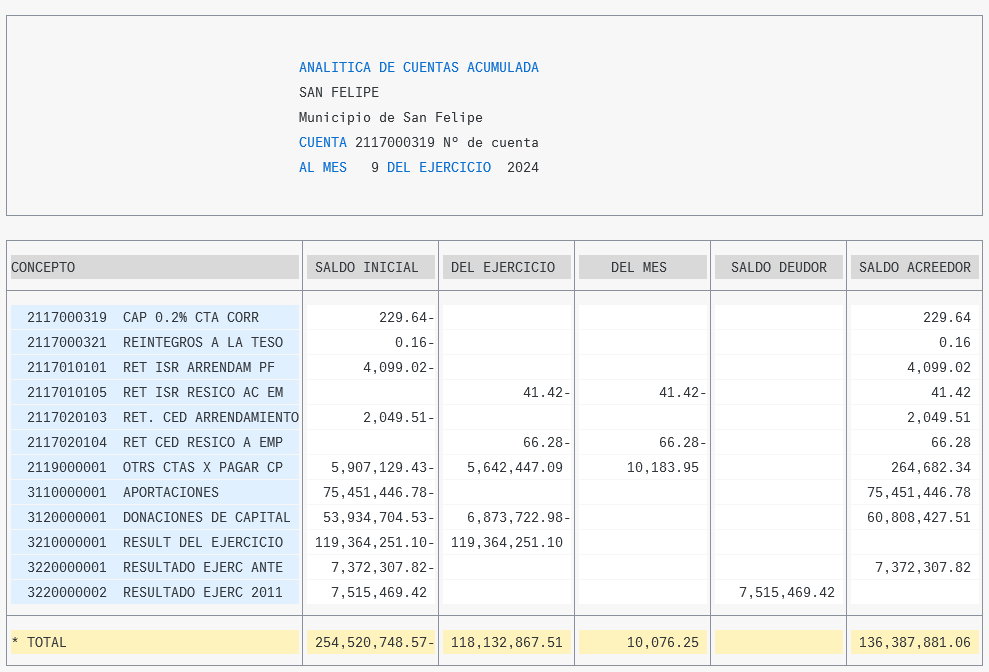 ANALITICA DE CUENTAS ACUMULADA
SAN FELIPE
Municipio de San Felipe
CUENTA 2117000319 Nº de cuenta
AL MES 9 DEL EJERCICIO 2024
CONCEPTO SALDO INICIAL DEL EJERCICIO DEL MES SALDO DEUDOR SALDO ACREEDOR
2117000319 CAP 0.2% CTA CORR 229.64- 229.64
2117000321 REINTEGROS A LA TESO 0.16- 0.16
2117010101 RET ISR ARRENDAM PF 4,099.02- 4,099.02
2117010105 RET ISR RESICO AC EM 41.42- 41.42- 41.42
2117020103 RET. CED ARRENDAMIENTO 2,049.51- 2,049.51
2117020104 RET CED RESICO A EMP 66.28- 66.28- 66.28
2119000001 OTRS CTAS X PAGAR CP 5,907,129.43- 5,642,447.09 10,183.95 264,682.34
3110000001 APORTACIONES 75,451,446.78- 75,451,446.78
3120000001 DONACIONES DE CAPITAL 53,934,704.53- 6,873,722.98- 60,808,427.51
3210000001 RESULT DEL EJERCICIO 119,364,251.10- 119,364,251.10
3220000001 RESULTADO EJERC ANTE 7,372,307.82- 7,372,307.82
3220000002 RESULTADO EJERC 2011 7,515,469.42 7,515,469.42
* TOTAL 254,520,748.57- 118,132,867.51 10,076.25 136,387,881.06